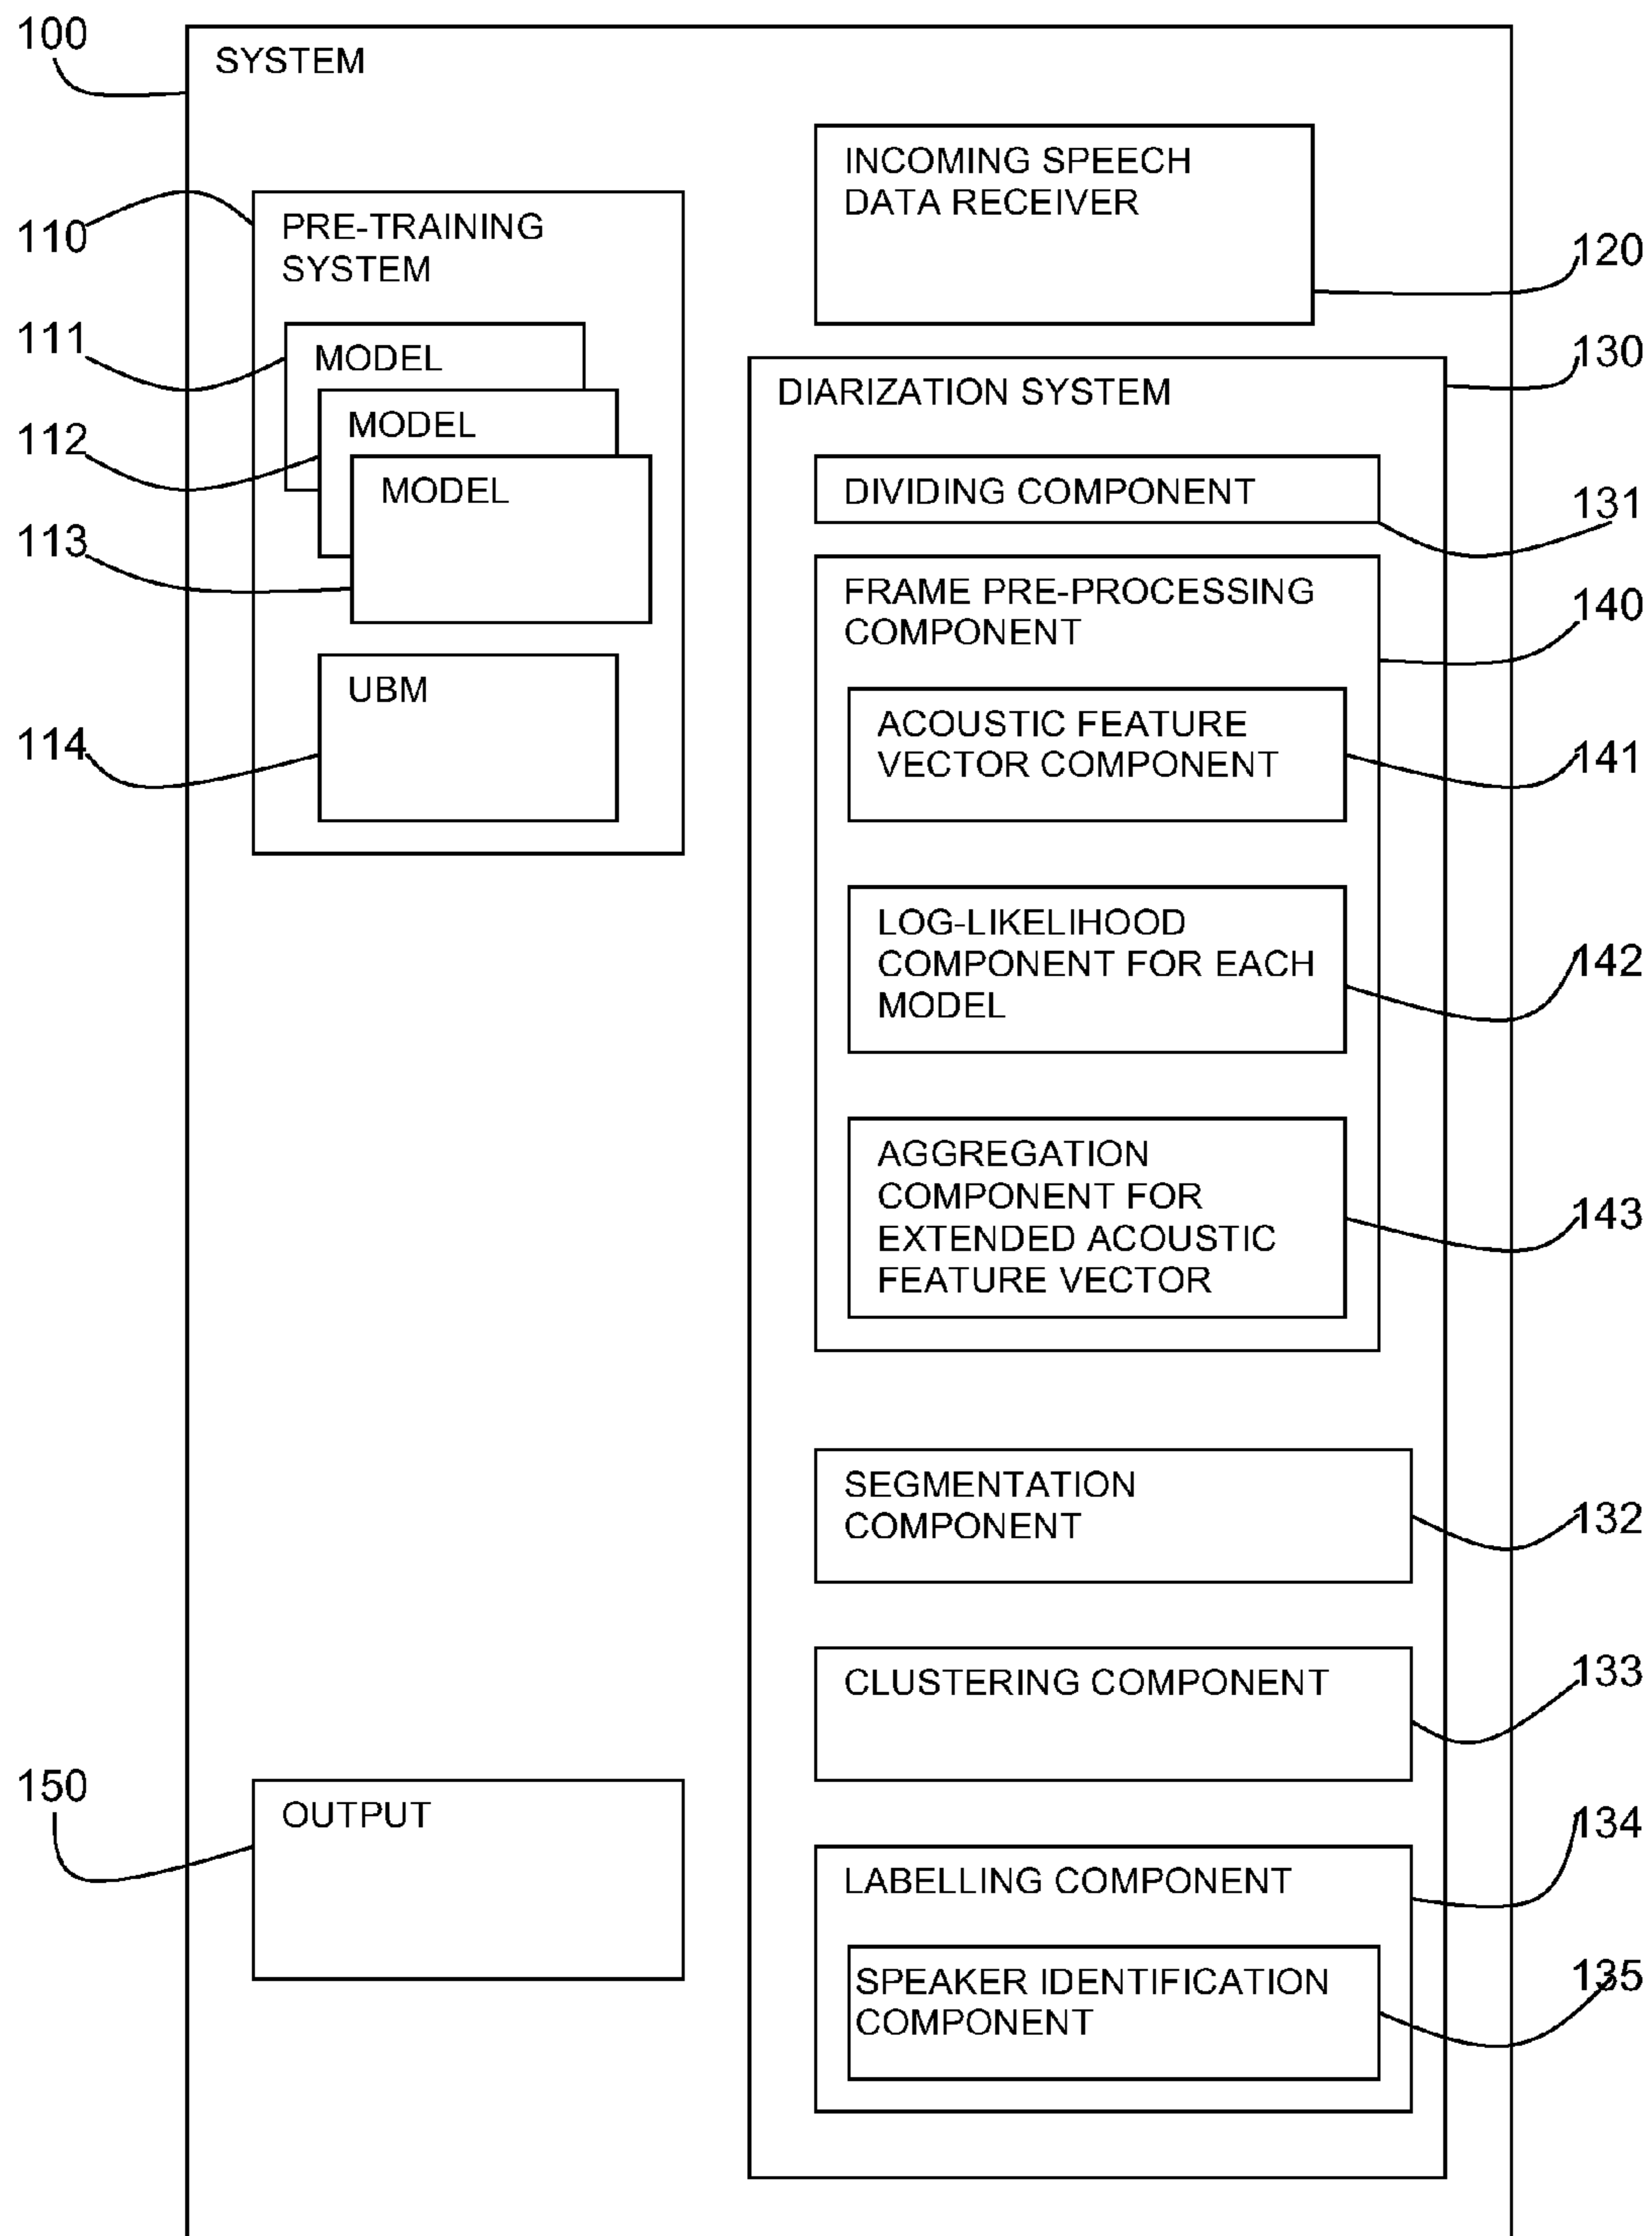 100
SYSTEM
INCOMING SPEECH
DATA RECEIVER
120
110
PRE-TRAINING
SYSTEM
111
MODEL
112
MODEL
113
MODEL
114
UBM
130
DIARIZATION SYSTEM
DIVIDING COMPONENT
131
FRAME PRE-PROCESSING
COMPONENT
140
ACOUSTIC FEATURE
VECTOR COMPONENT
141
LOG-LIKELIHOOD
COMPONENT FOR EACH
MODEL
142
AGGREGATION
COMPONENT FOR
EXTENDED ACOUSTIC
FEATURE VECTOR
143
SEGMENTATION
COMPONENT
132
CLUSTERING COMPONENT
133
150
OUTPUT
LABELLING COMPONENT
134
SPEAKER IDENTIFICATION
COMPONENT
135